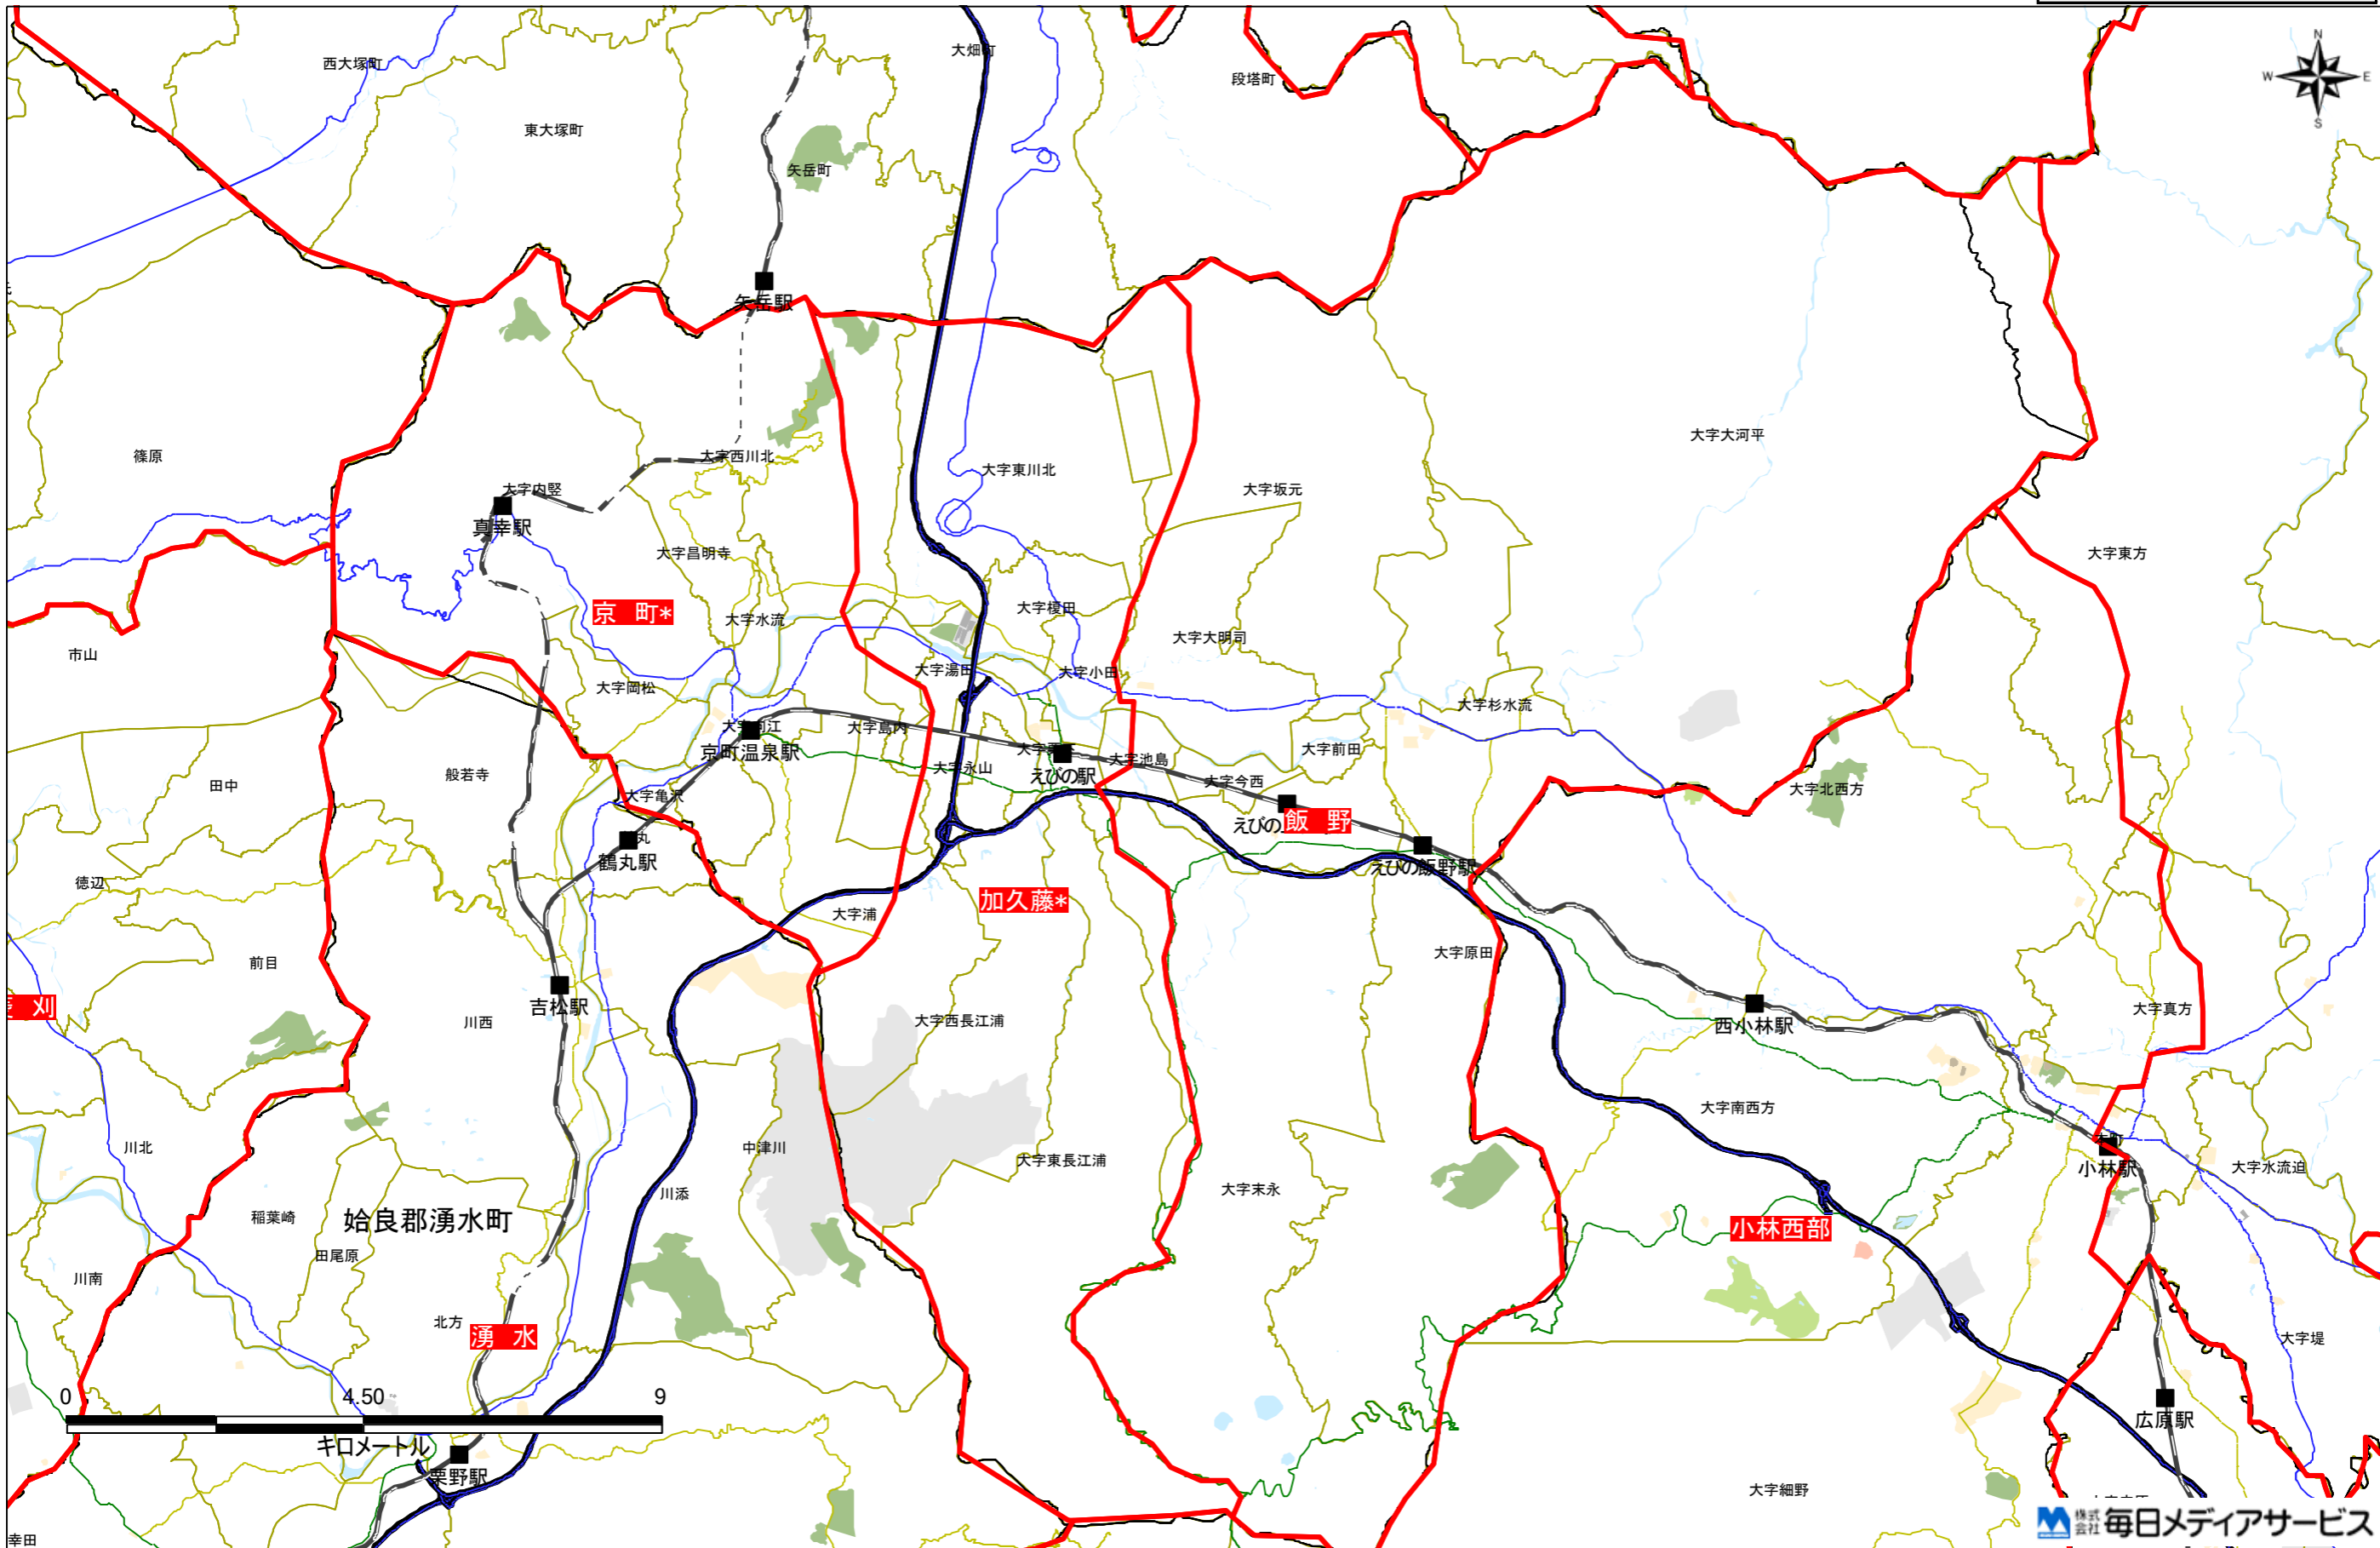 大畑町
西大塚町
段塔町
N
W
E
S
東大塚町
矢岳町
矢岳駅
大字大河平
篠原
大字西川北
大字東川北
大字内竪
大字坂元
真幸駅
大字昌明寺
大字東方
京 町*
大字水流
大字榎田
大字大明司
市山
大字湯田
大字小田
大字岡松
大字杉水流
大字島内
大字前田
京町温泉駅
大字永山
大字池島
えびの駅
般若寺
田中
大字今西
大字北西方
大字亀沢
飯 野
鶴丸駅
えびの飯野駅
徳辺
加久藤*
大字浦
大字原田
前目
刈
吉松駅
川西
大字西長江浦
大字真方
西小林駅
大字南西方
川北
中津川
大字東長江浦
小林駅
大字水流迫
川添
大字末永
稲葉崎
始良郡湧水町
小林西部
田尾原
川南
北方
湧 水
大字堤
0
4.50
9
キロメートル
広原駅
栗野駅
大字細野
幸田
株式会社 毎日メディアサービス